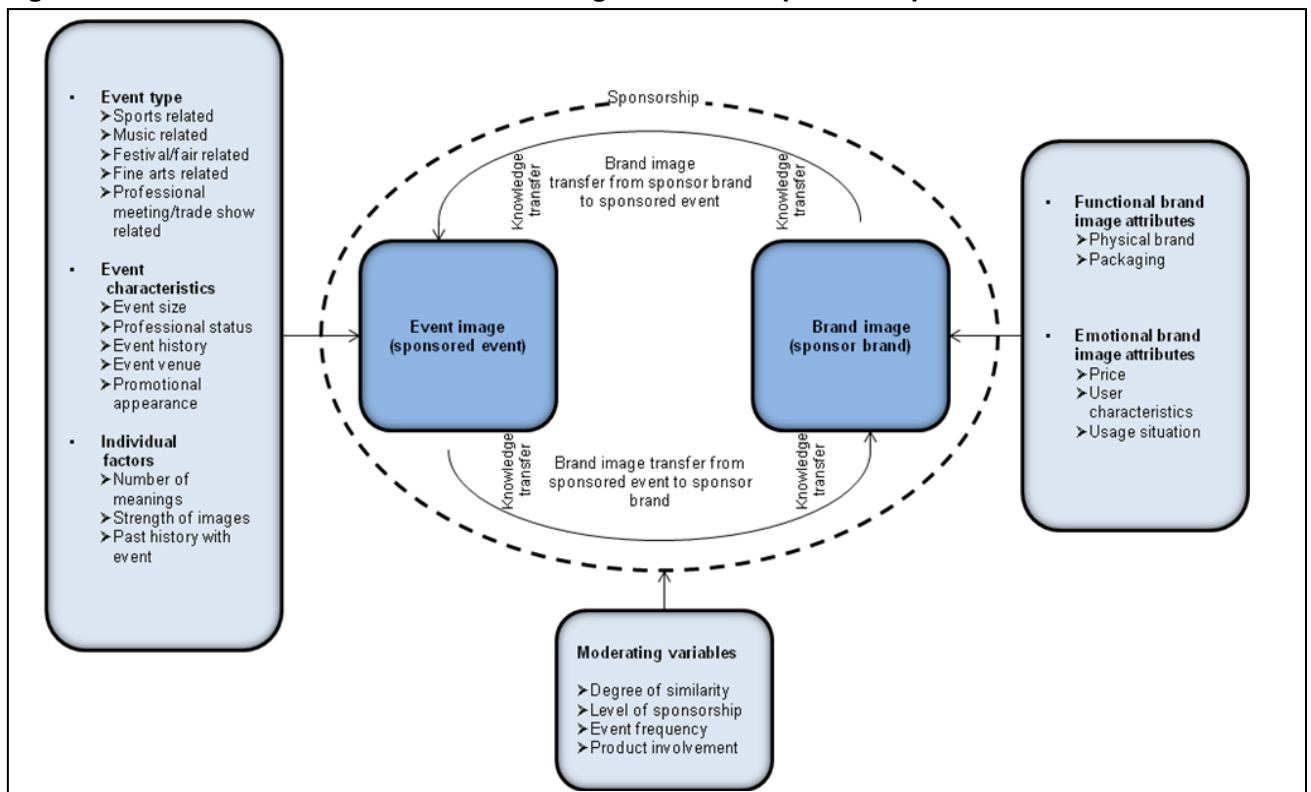 Sponsorship
▪ Event type
➤Sports related
➤Music related
➤Festival/fair related
➤Fine arts related
➤Professional
meeting/trade show
related
▪ Event
characteristics
➤Event size
➤Professional status
➤Event history
➤Event venue
➤Promotional
appearance
▪ Individual
factors
➤Number of
meanings
➤Strength of images
➤Past history with
event
Knowledge
transfer
Brand image
transfer from sponsor brand
to sponsored event
Knowledge
transfer
Event image
(sponsored event)
Brand image
(sponsor brand)
Knowledge
transfer
Brand image transfer from
sponsored event to sponsor
brand
Knowledge
transfer
▪ Functional brand
image attributes
➤Physical brand
➤Packaging
▪ Emotional brand
image attributes
➤Price
➤User
characteristics
➤Usage situation
Moderating variables
➤Degree of similarity
➤Level of sponsorship
➤Event frequency
➤Product involvement